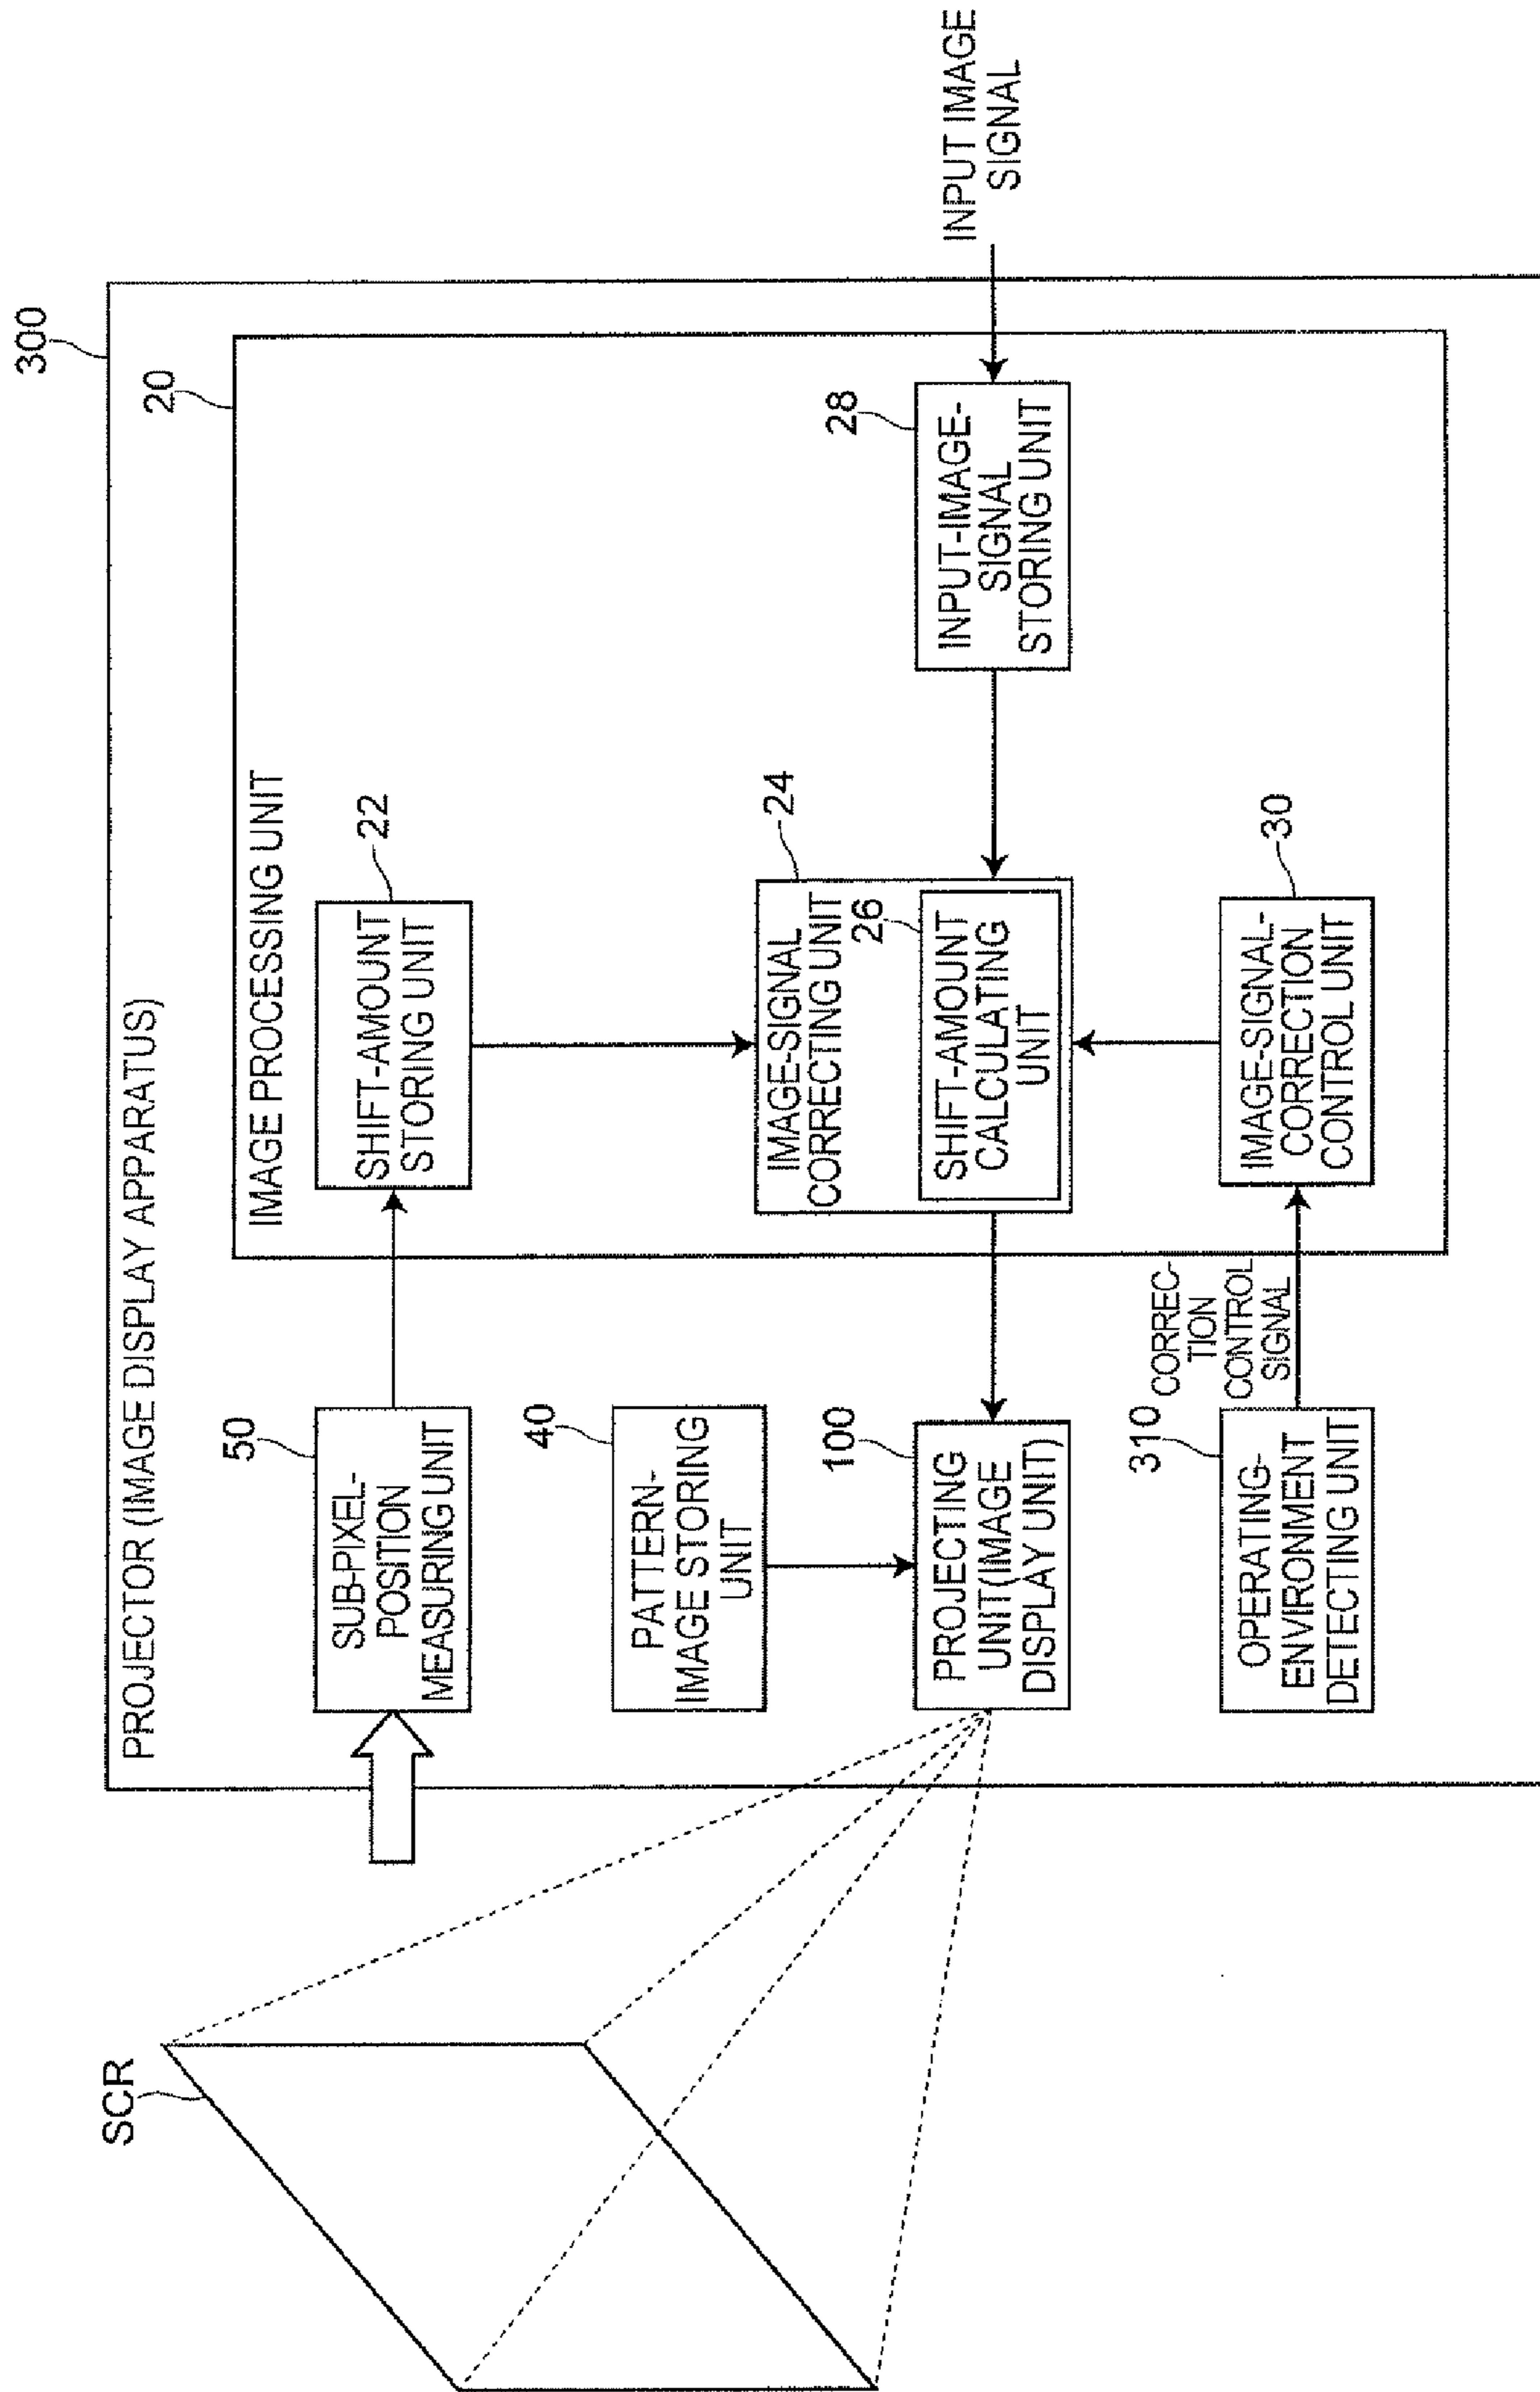 300
PROJECTOR (IMAGE DISPLAY APPARATUS)
20
IMAGE PROCESSING UNIT
SCR
50
SUB-PIXEL-
POSITION
MEASURING UNIT
22
SHIFT-AMOUNT
STORING UNIT
40
PATTERN-
IMAGE STORING
UNIT
24
IMAGE-SIGNAL
CORRECTING UNIT
26
SHIFT-AMOUNT
CALCULATING
UNIT
28
INPUT-IMAGE-
SIGNAL
STORING UNIT
INPUT IMAGE
SIGNAL
100
PROJECTING
UNIT(IMAGE
DISPLAY UNIT)
310
OPERATING-
ENVIRONMENT
DETECTING UNIT
CORREC-
TION
CONTROL
SIGNAL
30
IMAGE-SIGNAL-
CORRECTION
CONTROL UNIT